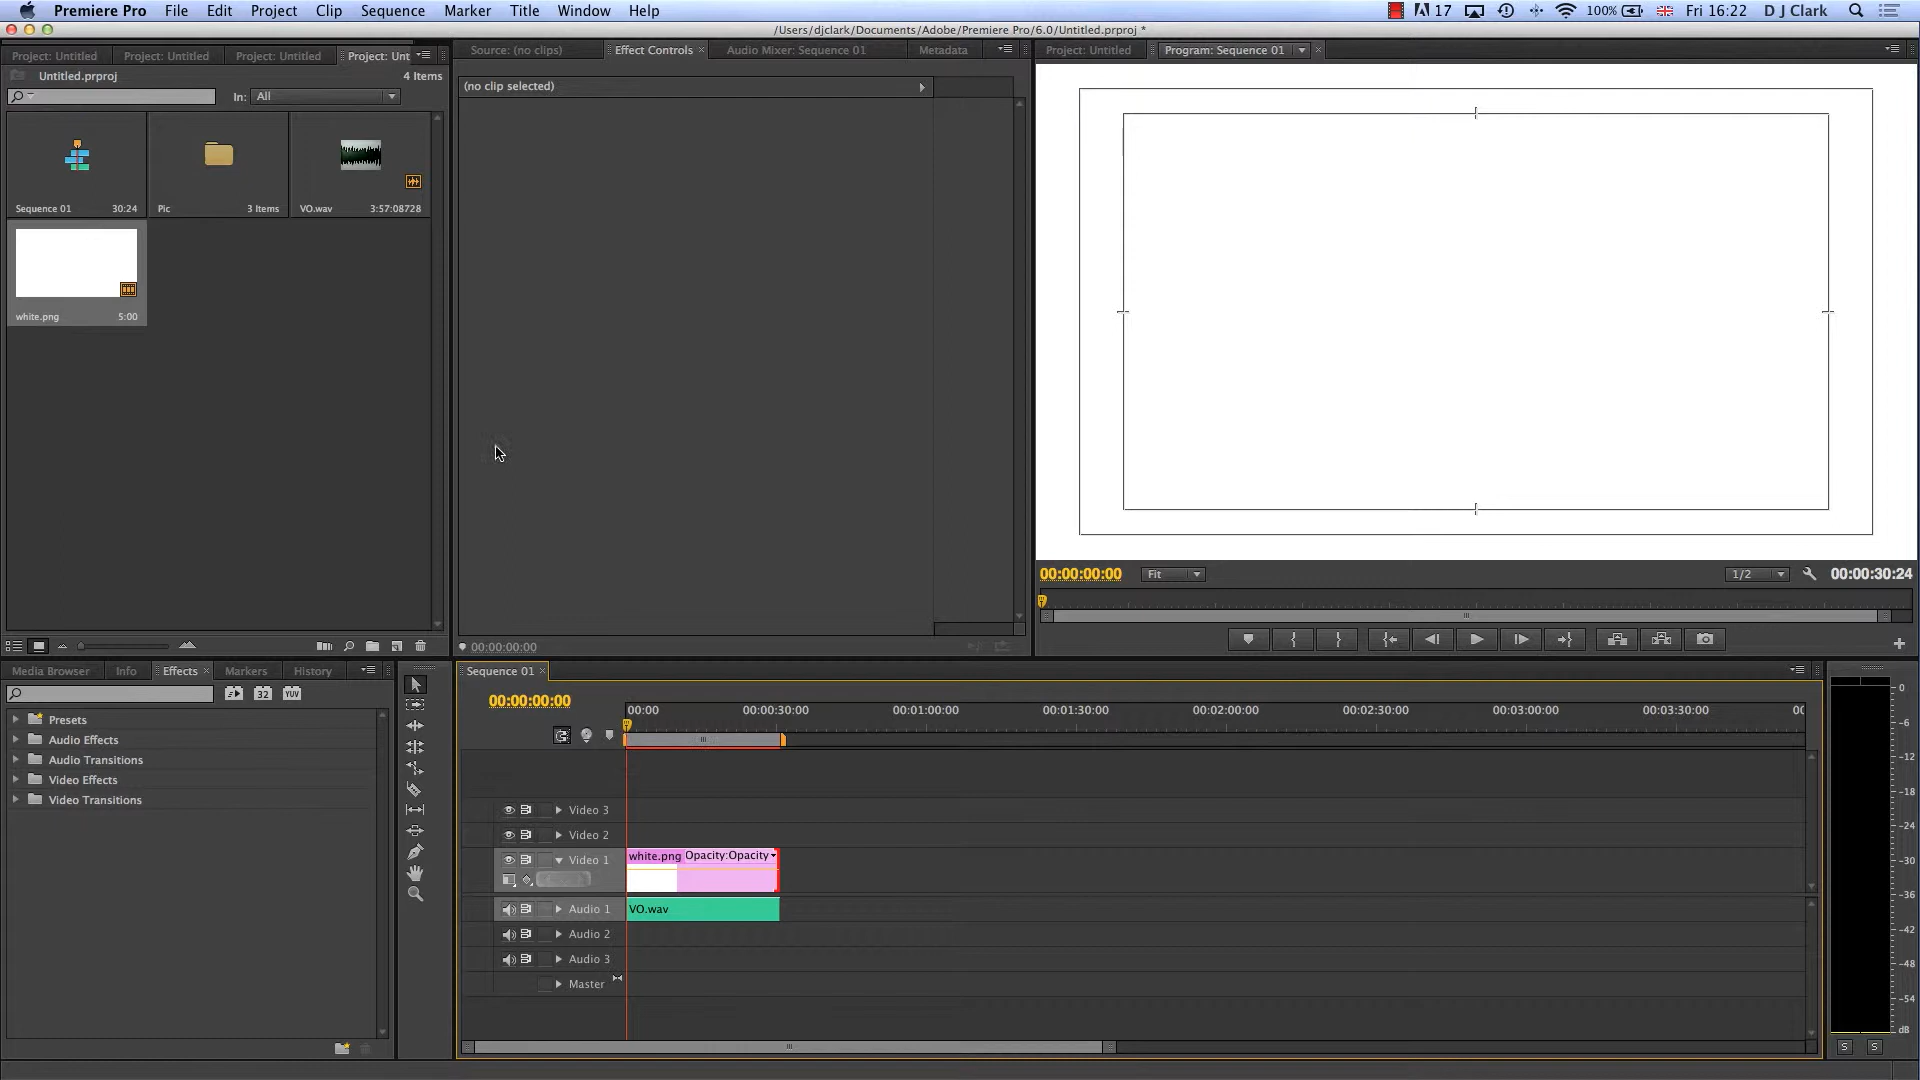 Premiere Pro File Edit Project Clip Sequence Marker Title Window Help 17 100% Fri 16:22 D J Clark
/Users/djclark/Documents/Adobe/Premiere Pro/6.0/Untitled.prproj *
Project: Untitled Project: Untitled Project: Untitled Project: Unt
Source: (no clips) Effect Controls × Audio Mixer: Sequence 01 Metadata
Project: Untitled Program: Sequence 01 ×
Untitled.prproj 4 Items
In: All
(no clip selected)
Sequence 01 30:24
Pic 3 Items
VO.wav 3:57:08728
white.png 5:00
00:00:00:00 Fit 1/2 00:00:30:24
00:00:00:00
Media Browser Info Effects × Markers History
32 YUV
Presets
Audio Effects
Audio Transitions
Video Effects
Video Transitions
Sequence 01 ×
00:00:00:00
00:00 00:00:30:00 00:01:00:00 00:01:30:00 00:02:00:00 00:02:30:00 00:03:00:00 00:03:30:00 00
Video 3
Video 2
Video 1 white.png Opacity:Opacity
Audio 1 VO.wav
Audio 2
Audio 3
Master
0
-6
-12
-18
-24
-30
-36
-42
-48
-54
dB
S S